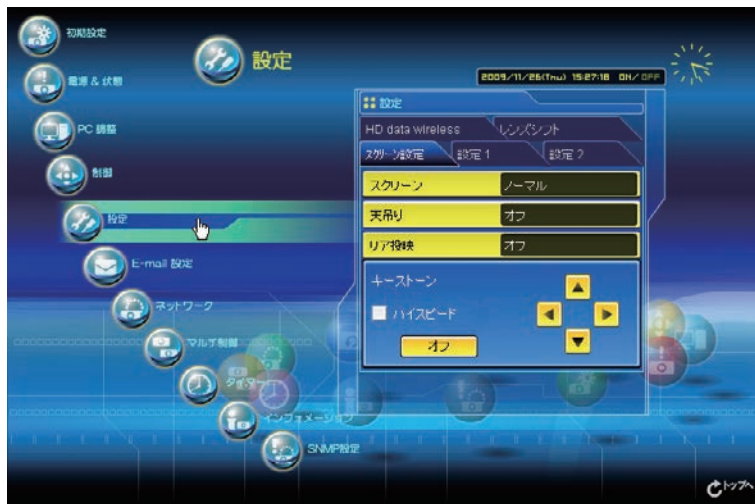 初期設定
設定
電源 & 状態
2009/11/26(Thu) 15:27:18 ON/ OFF
設定
PC 調整
HD data wireless
レンズシフト
スクリーン設定
設定 1
設定 2
制御
スクリーン
ノーマル
天吊り
オフ
設定
リア投映
オフ
E-mail 設定
キーストーン
ネットワーク
ハイスピード
マルチ制御
オフ
タイマー
インフォメーション
SNMP設定
トップへ